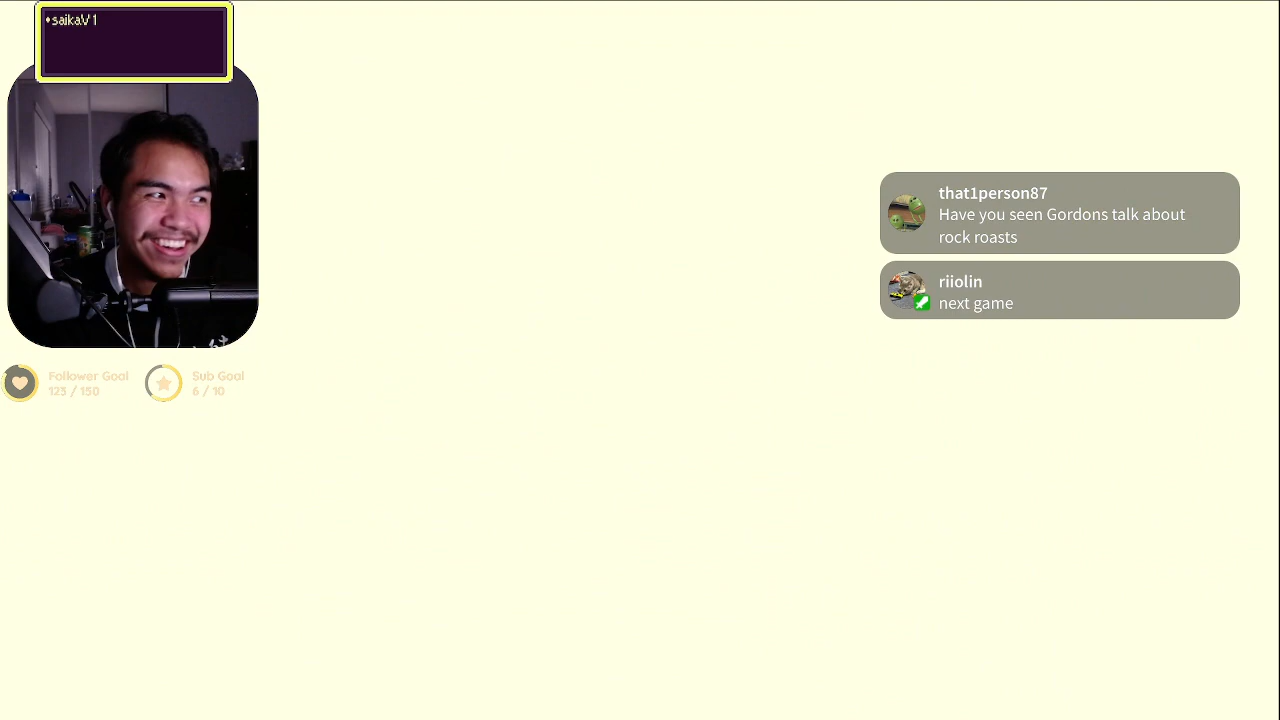 saikaV1
that1person87
Have you seen Gordons talk about
rock roasts
riiolin
next game
Follower Goal
123 / 150
Sub Goal
6 / 10